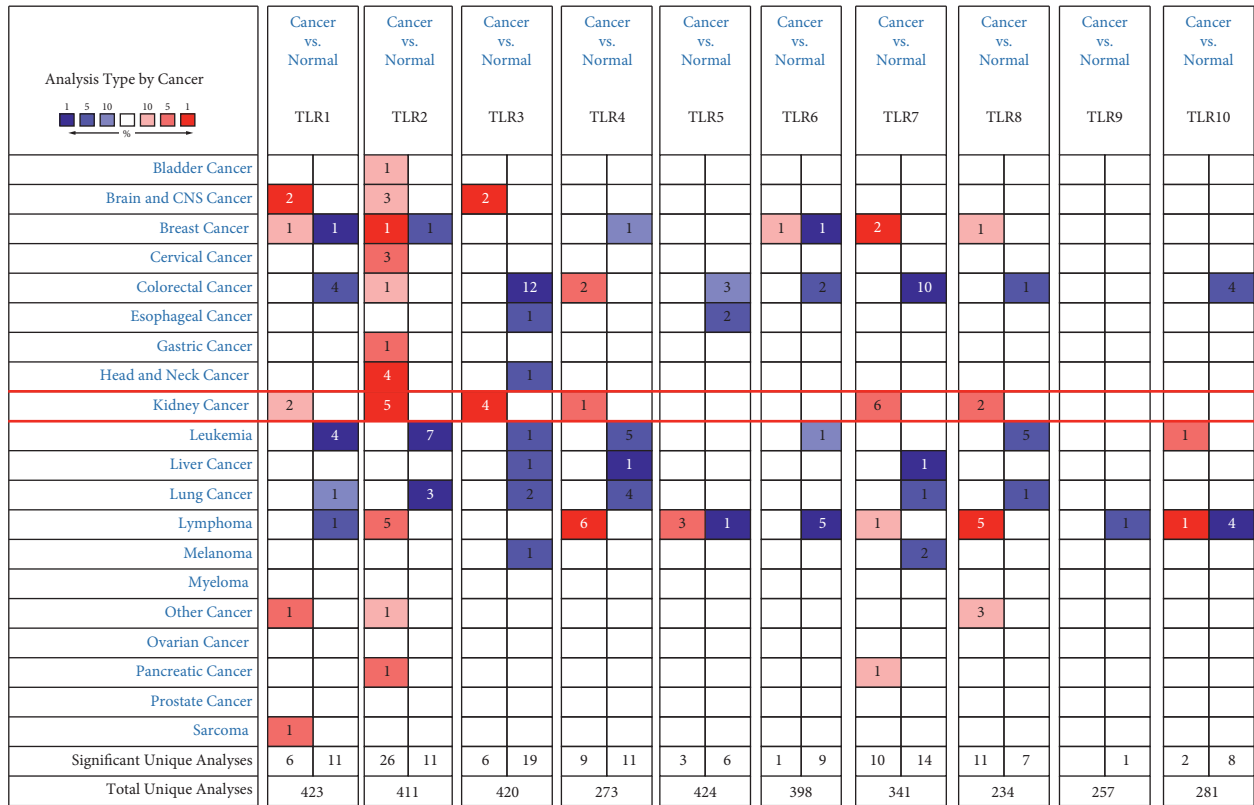 Cancer vs. Normal Cancer vs. Normal Cancer vs. Normal Cancer vs. Normal Cancer vs. Normal Cancer vs. Normal Cancer vs. Normal Cancer vs. Normal Cancer vs. Normal Cancer vs. Normal
Analysis Type by Cancer
1 5 10 10 5 1
%
TLR1 TLR2 TLR3 TLR4 TLR5 TLR6 TLR7 TLR8 TLR9 TLR10
Bladder Cancer 1
Brain and CNS Cancer 2 3 2
Breast Cancer 1 1 1 1 1 1 1 2 1
Cervical Cancer 3
Colorectal Cancer 4 1 12 2 3 2 10 1 4
Esophageal Cancer 1 2
Gastric Cancer 1
Head and Neck Cancer 4 1
Kidney Cancer 2 5 4 1 6 2
Leukemia 4 7 1 5 1 5 1
Liver Cancer 1 1 1
Lung Cancer 1 3 2 4 1 1
Lymphoma 1 5 6 3 1 5 1 5 1 1 4
Melanoma 1 2
Myeloma
Other Cancer 1 1 3
Ovarian Cancer
Pancreatic Cancer 1 1
Prostate Cancer
Sarcoma 1
Significant Unique Analyses 6 11 26 11 6 19 9 11 3 6 1 9 10 14 11 7 1 2 8
Total Unique Analyses 423 411 420 273 424 398 341 234 257 281